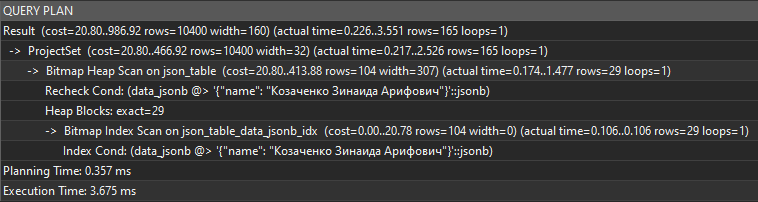 QUERY PLAN
Result (cost=20.80..986.92 rows=10400 width=160) (actual time=0.226..3.551 rows=165 loops=1)
-> ProjectSet (cost=20.80..466.92 rows=10400 width=32) (actual time=0.217..2.526 rows=165 loops=1)
-> Bitmap Heap Scan on json_table (cost=20.80..413.88 rows=104 width=307) (actual time=0.174..1.477 rows=29 loops=1)
Recheck Cond: (data_jsonb @> '{"name": "Козаченко Зинаида Арифович"}'::jsonb)
Heap Blocks: exact=29
-> Bitmap Index Scan on json_table_data_jsonb_idx (cost=0.00..20.78 rows=104 width=0) (actual time=0.106..0.106 rows=29 loops=1)
Index Cond: (data_jsonb @> '{"name": "Козаченко Зинаида Арифович"}'::jsonb)
Planning Time: 0.357 ms
Execution Time: 3.675 ms